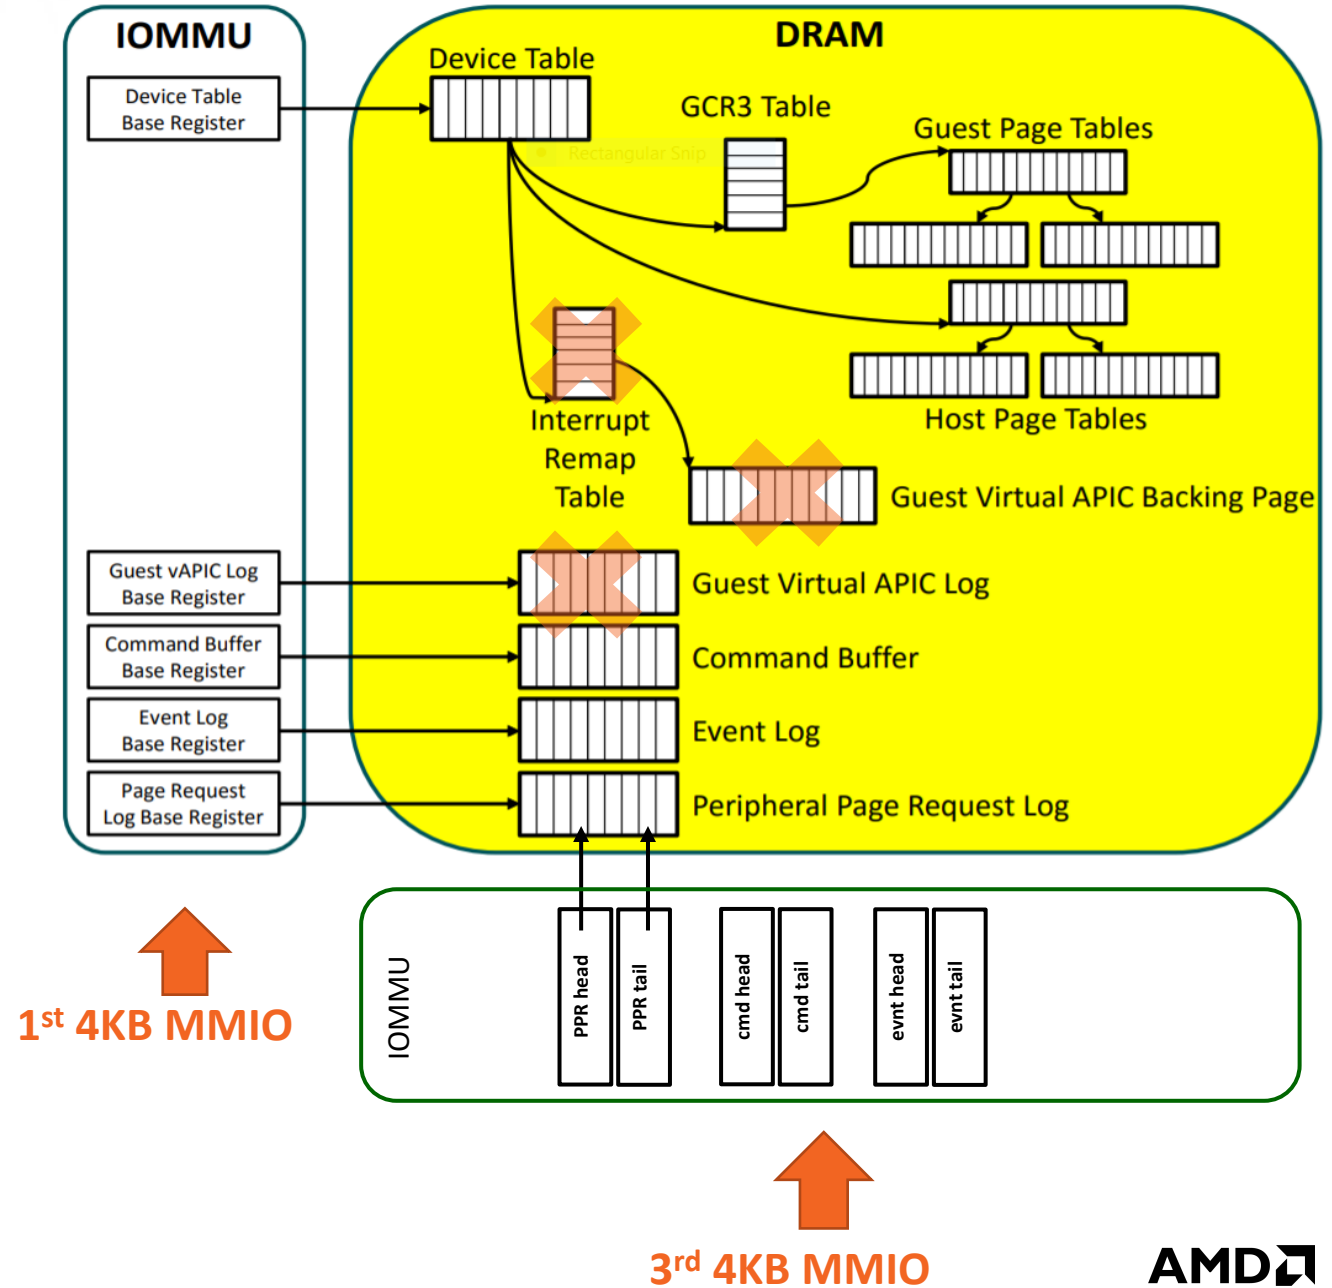 IOMMU
DRAM
Device Table
Base Register
Device Table
GCR3 Table
Guest Page Tables
Rectangular Snip
Interrupt
Remap
Table
Host Page Tables
Guest Virtual APIC Backing Page
Guest vAPIC Log
Base Register
Guest Virtual APIC Log
Command Buffer
Base Register
Command Buffer
Event Log
Base Register
Event Log
Page Request
Log Base Register
Peripheral Page Request Log
IOMMU
PPR head
PPR tail
cmd head
cmd tail
evnt head
evnt tail
1st 4KB MMIO
3rd 4KB MMIO
AMD